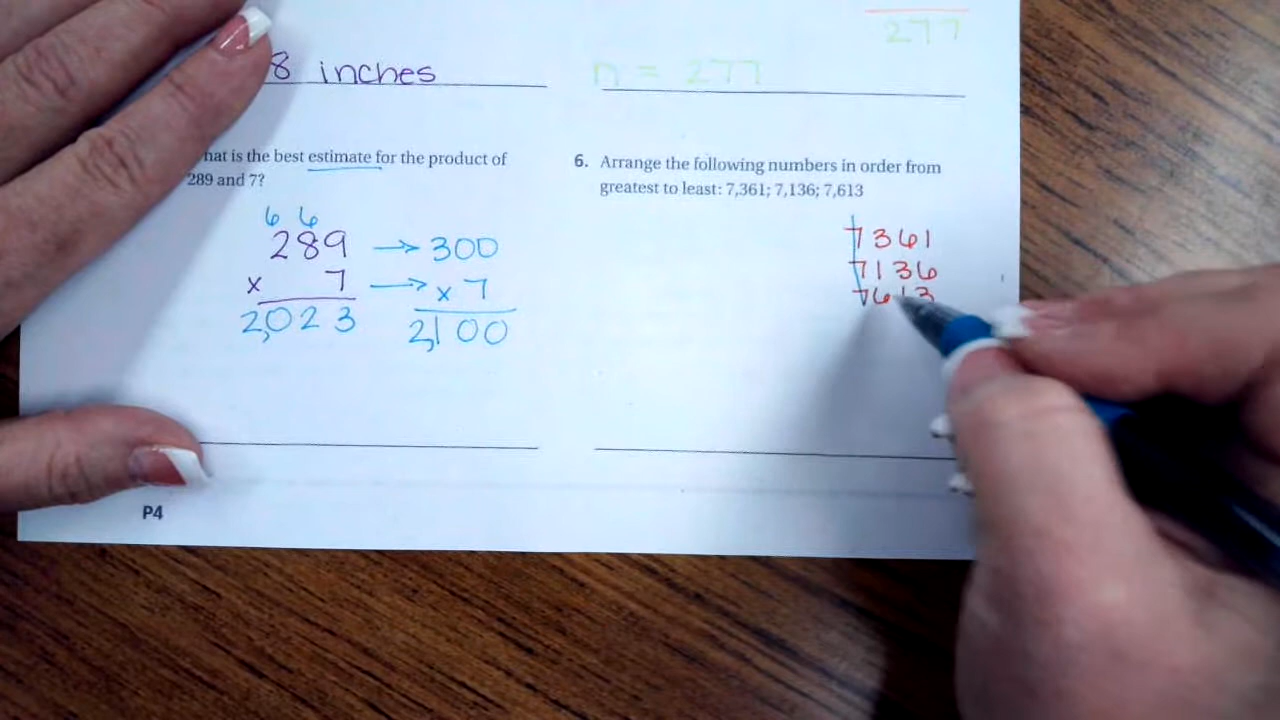 277
8 inches
n = 277
hat is the best estimate for the product of
289 and 7?
6 6
289 → 300
x 7 → x 7
2,023 2,100
6. Arrange the following numbers in order from
greatest to least: 7,361; 7,136; 7,613
7361
7136
7613
P4